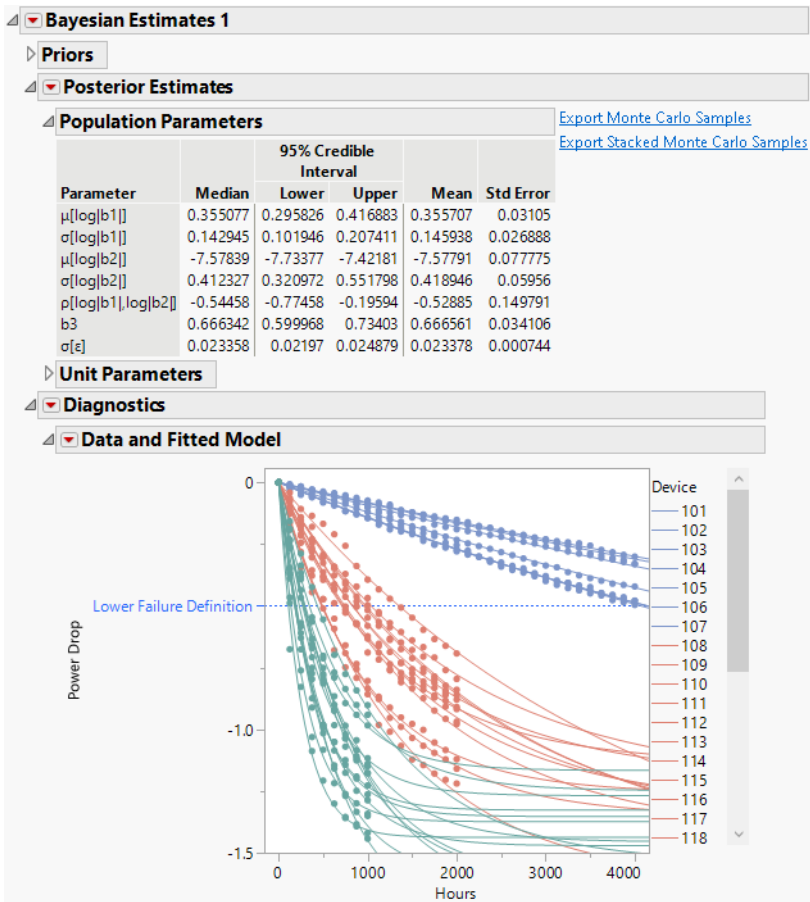 Bayesian Estimates 1
Priors
Posterior Estimates
Population Parameters
Export Monte Carlo Samples
Export Stacked Monte Carlo Samples
95% Credible
Interval
Parameter Median Lower Upper Mean Std Error
μ[log|b1|] 0.355077 0.295826 0.416883 0.355707 0.03105
σ[log|b1|] 0.142945 0.101946 0.207411 0.145938 0.026888
μ[log|b2|] -7.57839 -7.73377 -7.42181 -7.57791 0.077775
σ[log|b2|] 0.412327 0.320972 0.551798 0.418946 0.05956
ρ[log|b1|,log|b2|] -0.54458 -0.77458 -0.19594 -0.52885 0.149791
b3 0.666342 0.599968 0.73403 0.666561 0.034106
σ[ε] 0.023358 0.02197 0.024879 0.023378 0.000744
Unit Parameters
Diagnostics
Data and Fitted Model
0
Lower Failure Definition
-1.0
-1.5
Power Drop
0 1000 2000 3000 4000
Hours
Device
101
102
103
104
105
106
107
108
109
110
111
112
113
114
115
116
117
118